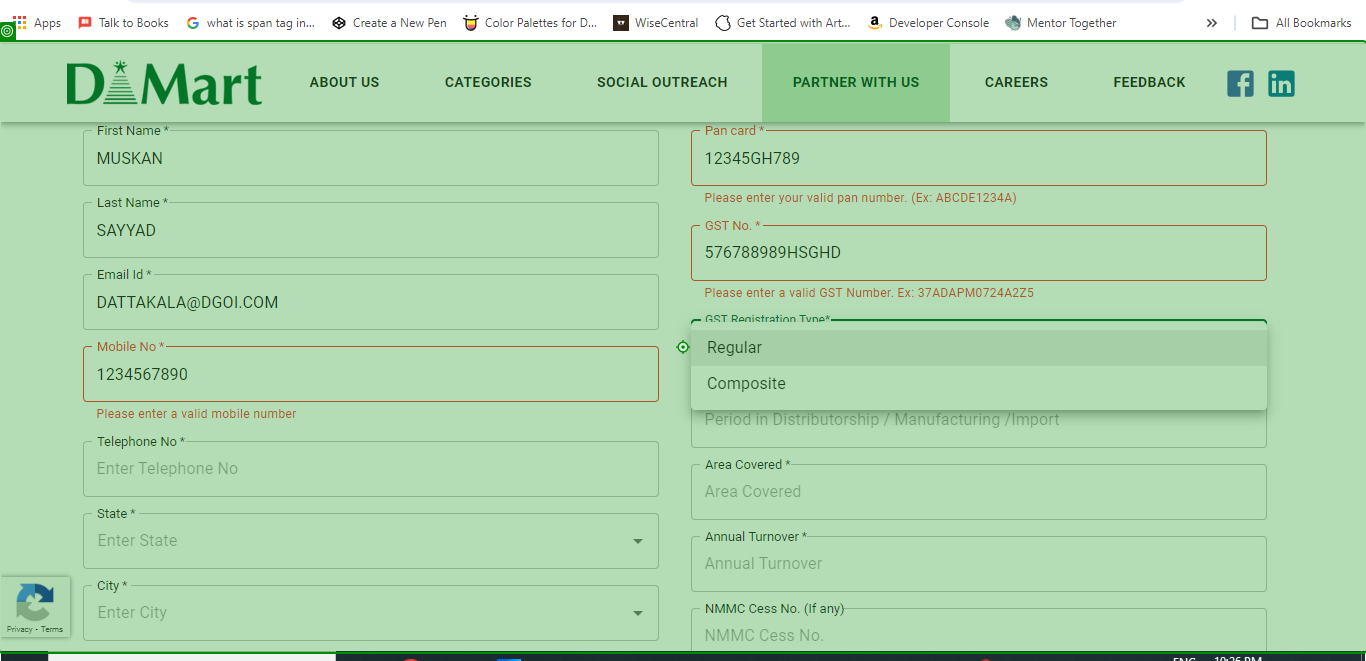 Apps Talk to Books what is span tag in... Create a New Pen Color Palettes for D... WiseCentral Get Started with Art... Developer Console Mentor Together » All Bookmarks
D Mart ABOUT US CATEGORIES SOCIAL OUTREACH PARTNER WITH US CAREERS FEEDBACK
First Name *
MUSKAN
Last Name *
SAYYAD
Email Id *
DATTAKALA@DGOI.COM
Mobile No *
1234567890
Please enter a valid mobile number
Telephone No *
Enter Telephone No
State *
Enter State
City *
Enter City
Privacy - Terms
Pan card *
12345GH789
Please enter your valid pan number. (Ex: ABCDE1234A)
GST No. *
576788989HSGHD
Please enter a valid GST Number. Ex: 37ADAPM0724A2Z5
GST Registration Type*
Regular
Composite
Period in Distributorship / Manufacturing /Import
Area Covered *
Area Covered
Annual Turnover *
Annual Turnover
NMMC Cess No. (If any)
NMMC Cess No.
ENG 10:26 PM